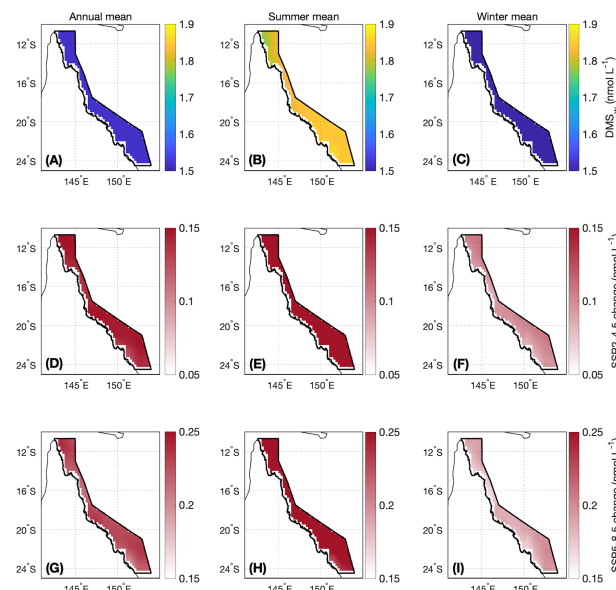 Annual mean
Summer mean
Winter mean
12°S
16°S
20°S
24°S
(A)
145°E
150°E
1.9
1.8
1.7
1.6
1.5
12°S
16°S
20°S
24°S
(B)
145°E
150°E
1.9
1.8
1.7
1.6
1.5
12°S
16°S
20°S
24°S
(C)
145°E
150°E
1.9
1.8
1.7
1.6
1.5
(nmol L⁻¹)
12°S
16°S
20°S
24°S
(D)
145°E
150°E
0.15
0.1
0.05
12°S
16°S
20°S
24°S
(E)
145°E
150°E
0.15
0.1
0.05
12°S
16°S
20°S
24°S
(F)
145°E
150°E
0.15
0.1
0.05
12°S
16°S
20°S
24°S
(G)
145°E
150°E
0.25
0.2
0.15
12°S
16°S
20°S
24°S
(H)
145°E
150°E
0.25
0.2
0.15
12°S
16°S
20°S
24°S
(I)
145°E
150°E
0.25
0.2
0.15